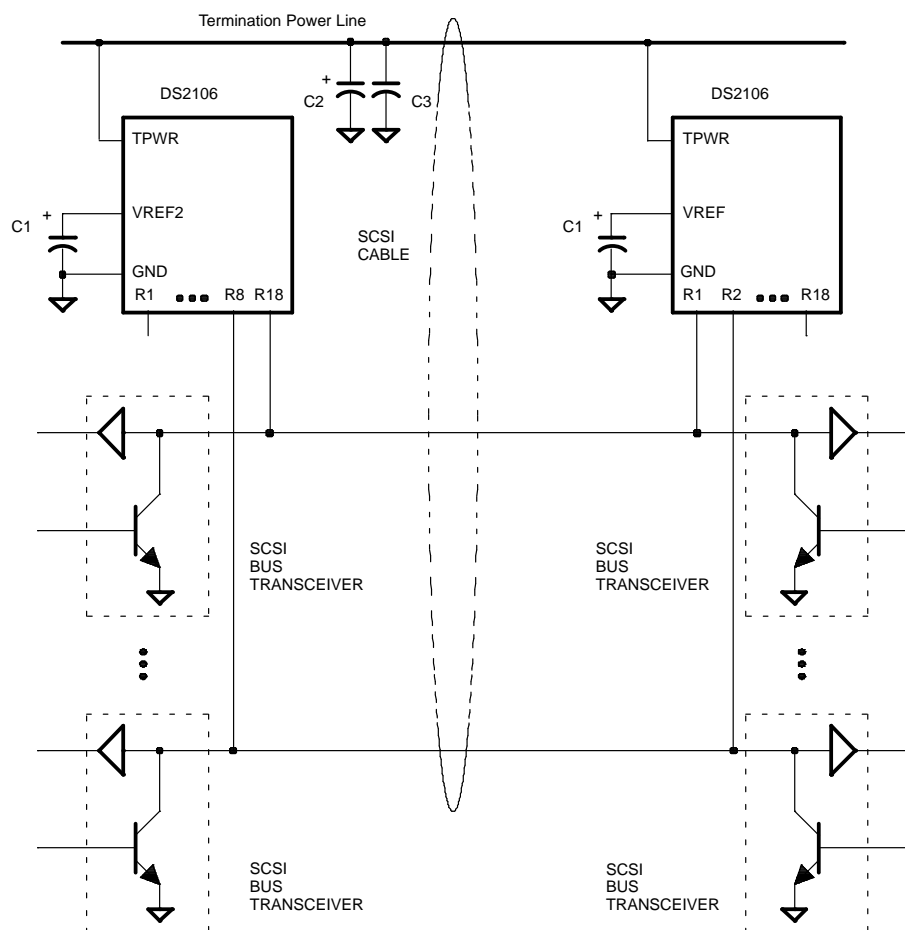 Termination Power Line
DS2106
DS2106
+
C2
C3
TPWR
TPWR
+
C1
VREF2
SCSI
CABLE
+
C1
VREF
GND
GND
R1
R8
R18
R1
R2
R18
SCSI
BUS
TRANSCEIVER
SCSI
BUS
TRANSCEIVER
SCSI
BUS
TRANSCEIVER
SCSI
BUS
TRANSCEIVER